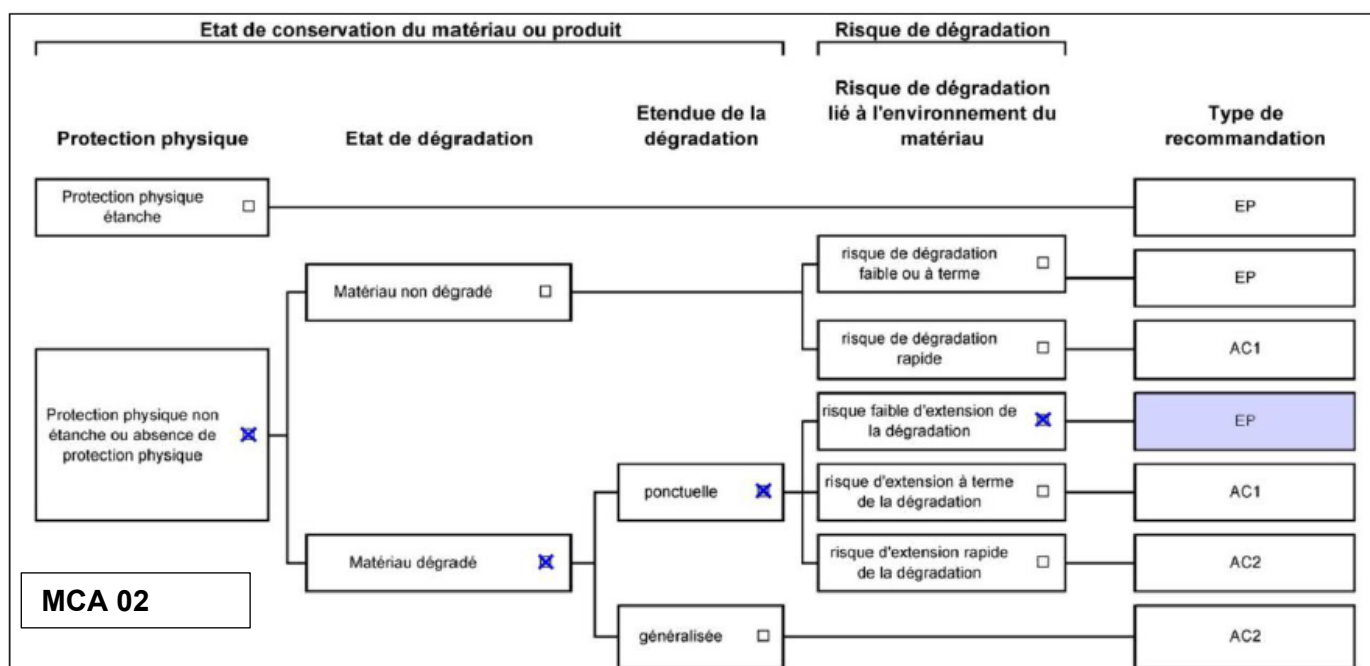 Etat de conservation du matériau ou produit
Risque de dégradation
Protection physique
Etat de dégradation
Etendue de la
dégradation
Risque de dégradation
lié à l'environnement du
matériau
Type de
recommandation
Protection physique
étanche
EP
Matériau non dégradé
risque de dégradation
faible ou à terme
EP
risque de dégradation
rapide
AC1
Protection physique non
étanche ou absence de
protection physique
risque faible d'extension de
la dégradation
EP
ponctuelle
risque d'extension à terme
de la dégradation
AC1
Matériau dégradé
risque d'extension rapide
de la dégradation
AC2
MCA 02
généralisée
AC2